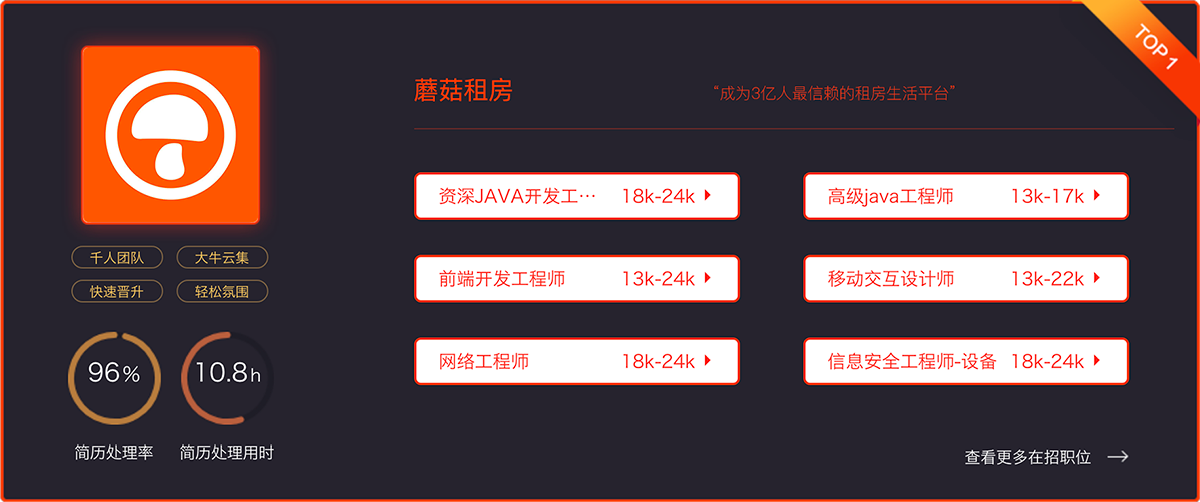 TOP 1
蘑菇租房
“成为3亿人最信赖的租房生活平台”
千人团队
大牛云集
快速晋升
轻松氛围
96%
10.8h
简历处理率
简历处理用时
资深JAVA开发工… 18k-24k
高级java工程师 13k-17k
前端开发工程师 13k-24k
移动交互设计师 13k-22k
网络工程师 18k-24k
信息安全工程师-设备 18k-24k
查看更多在招职位